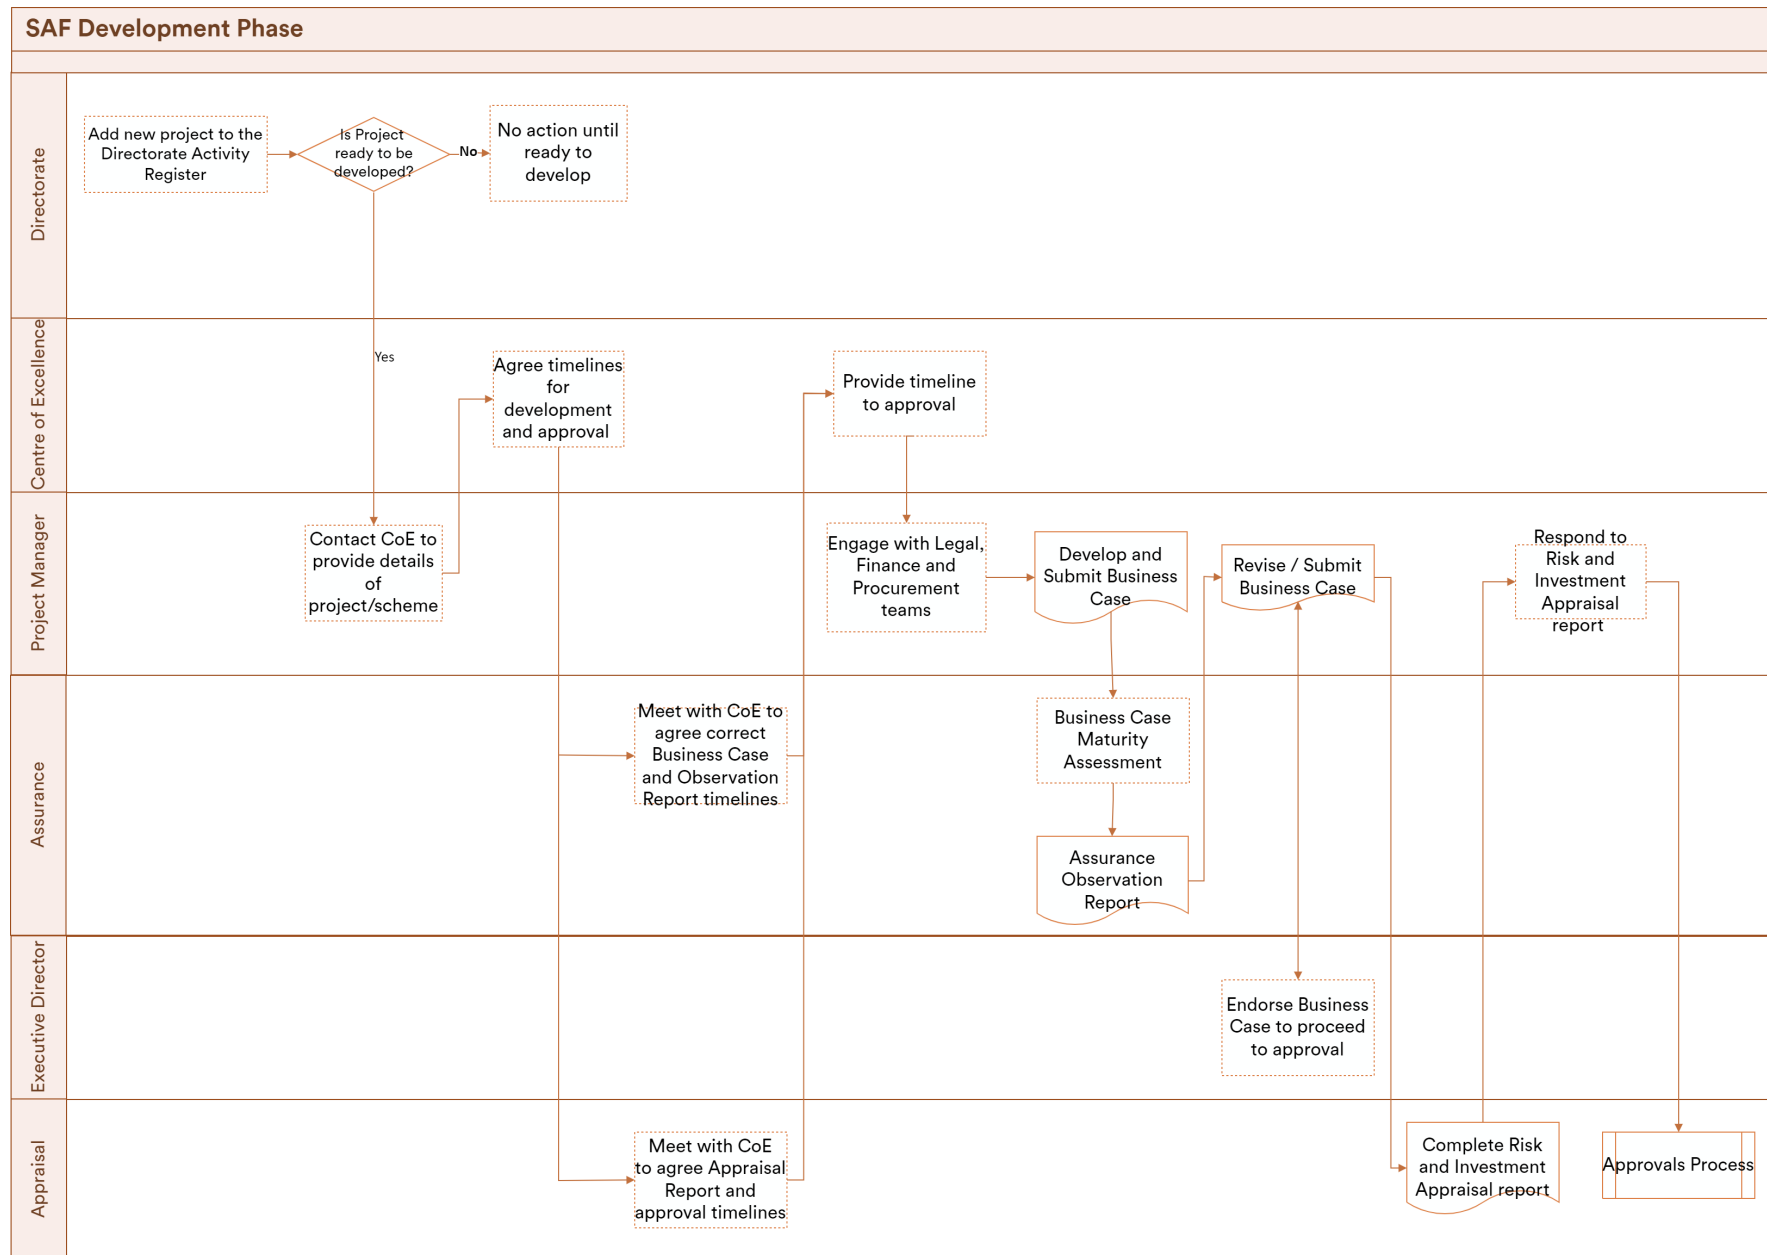 SAF Development Phase
Directorate
Add new project to the
Directorate Activity
Register
Is Project
ready to be
developed?
No
No action until
ready to
develop
Yes
Centre of Excellence
Agree timelines
for
development
and approval
Provide timeline
to approval
Project Manager
Contact CoE to
provide details
of
project/scheme
Engage with Legal,
Finance and
Procurement
teams
Develop and
Submit Business
Case
Revise / Submit
Business Case
Respond to
Risk and
Investment
Appraisal
report
Assurance
Meet with CoE to
agree correct
Business Case
and Observation
Report timelines
Business Case
Maturity
Assessment
Assurance
Observation
Report
Executive Director
Endorse Business
Case to proceed
to approval
Appraisal
Meet with CoE
to agree Appraisal
Report and
approval timelines
Complete Risk
and Investment
Appraisal report
Approvals Process